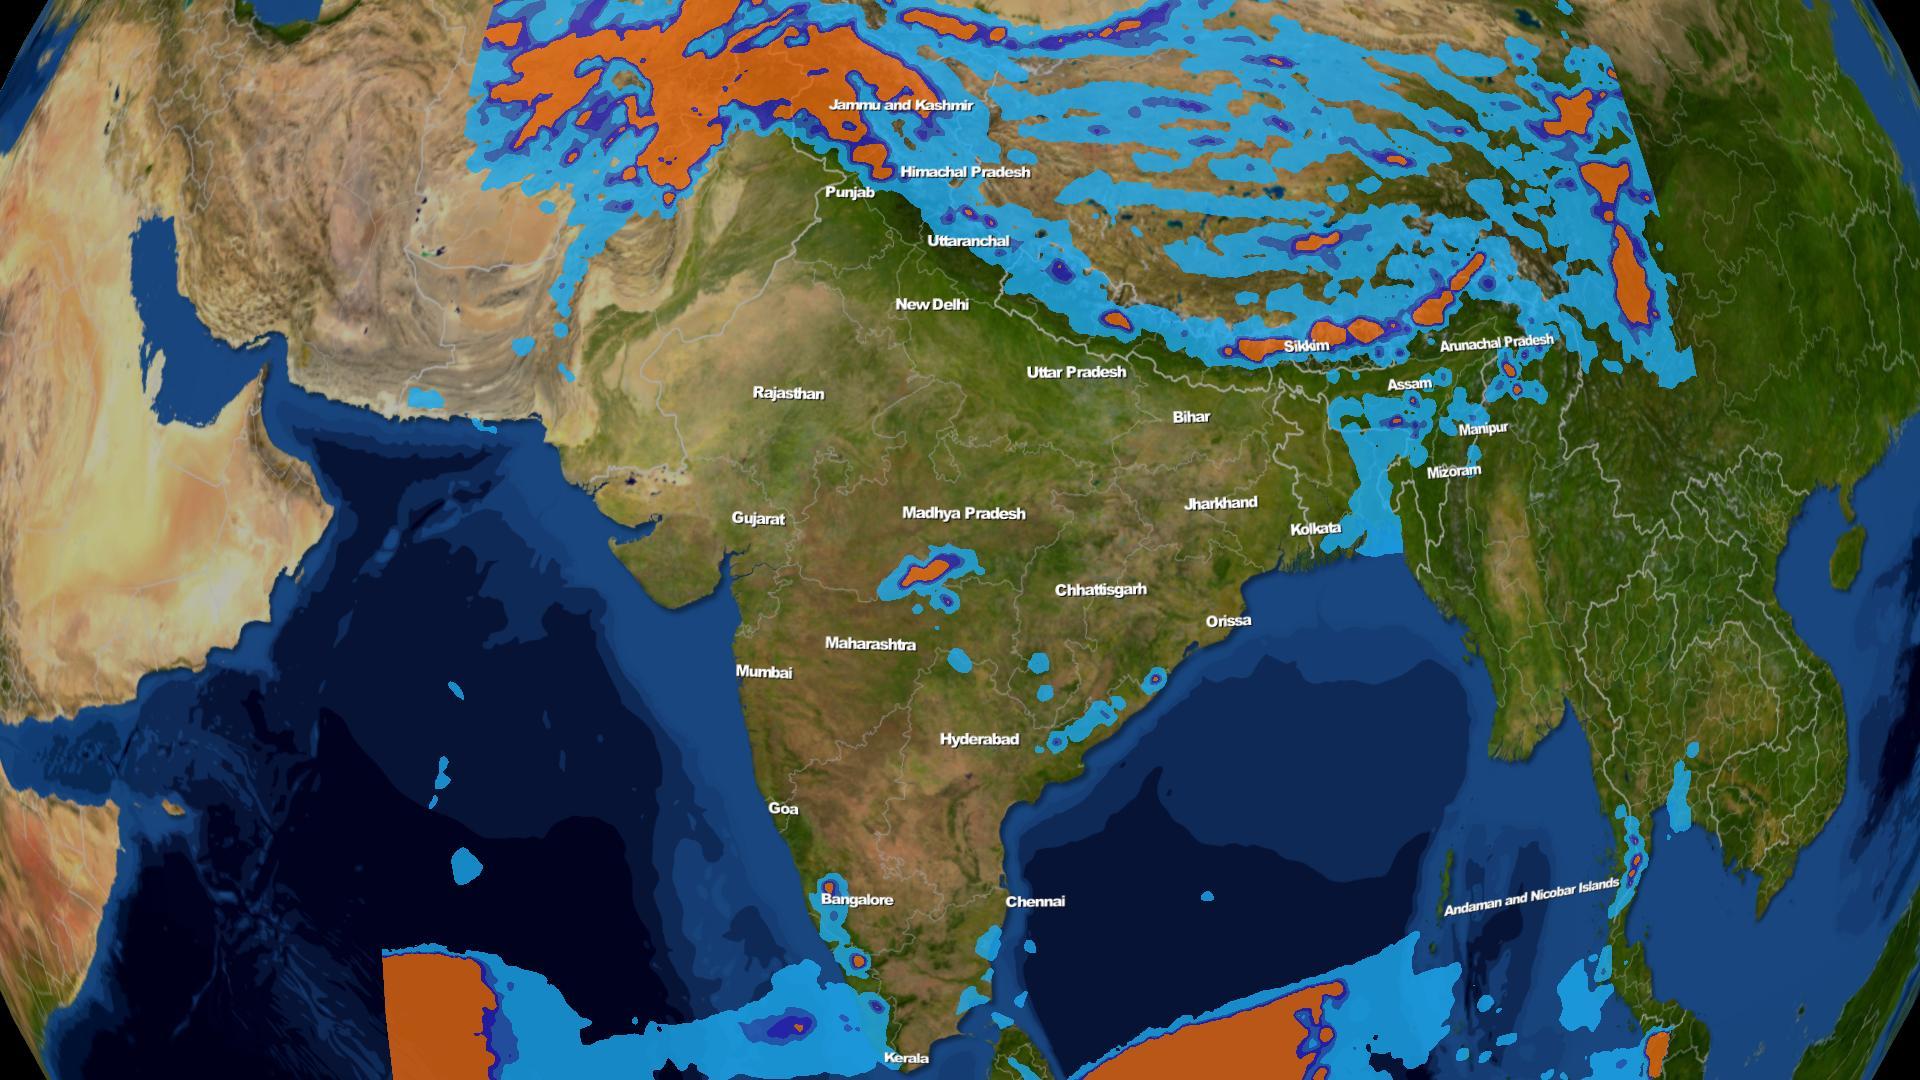 Jammu and Kashmir
Himachal Pradesh
Punjab
Uttaranchal
New Delhi
Sikkim
Arunachal Pradesh
Uttar Pradesh
Assam
Rajasthan
Bihar
Manipur
Mizoram
Jharkhand
Madhya Pradesh
Gujarat
Kolkata
Chhattisgarh
Orissa
Maharashtra
Mumbai
Hyderabad
Goa
Bangalore
Chennai
Andaman and Nicobar Islands
Kerala